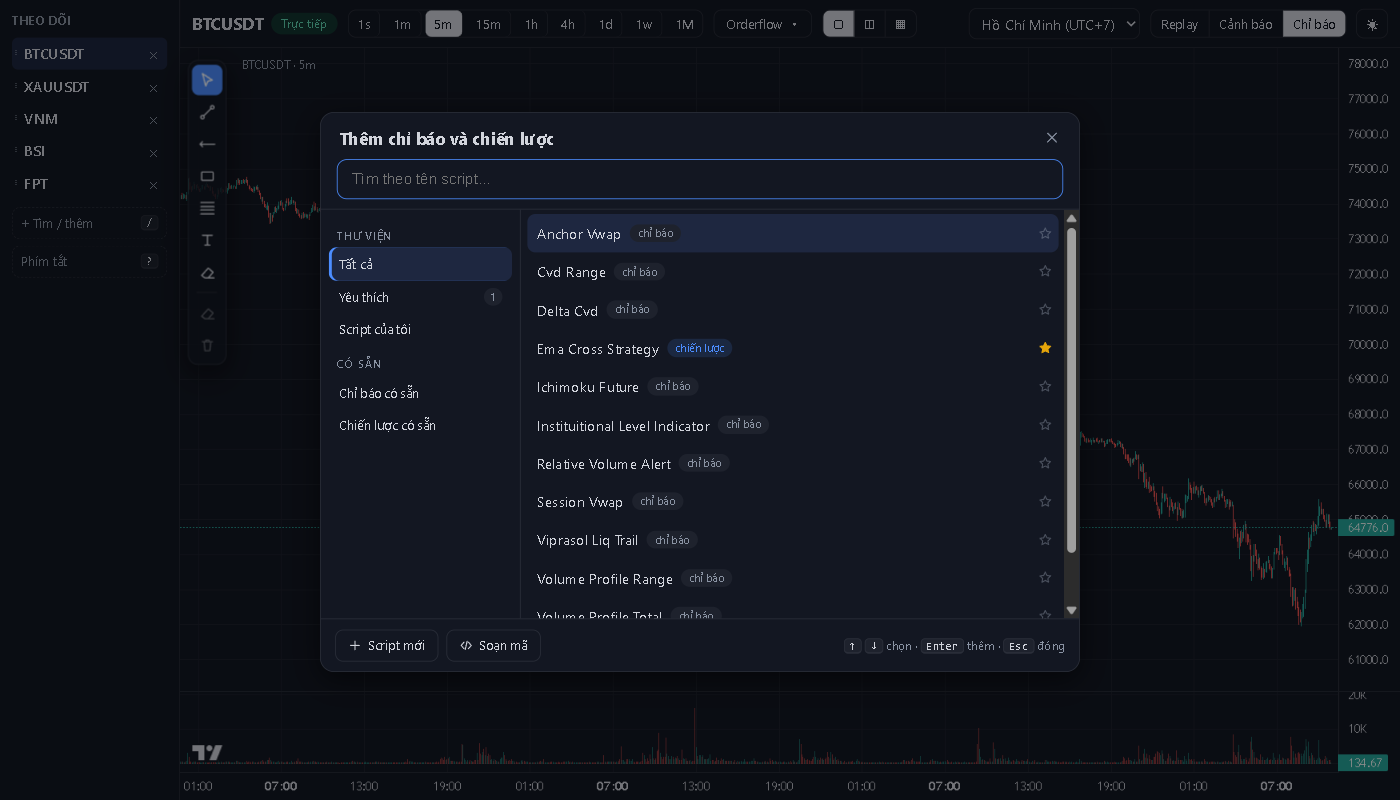 THEO DÕI
BTCUSDT
XAUUSDT
VNM
BSI
FPT
+ Tìm / thêm /
Phím tắt ?
BTCUSDT Trực tiếp 1s 1m 5m 15m 1h 4h 1d 1w 1M Orderflow Hồ Chí Minh (UTC+7) Replay Cảnh báo Chỉ báo
BTCUSDT · 5m
Thêm chỉ báo và chiến lược
Tìm theo tên script...
THƯ VIỆN
Tất cả
Yêu thích 1
Script của tôi
CÓ SẴN
Chỉ báo có sẵn
Chiến lược có sẵn
Anchor Vwap chỉ báo
Cvd Range chỉ báo
Delta Cvd chỉ báo
Ema Cross Strategy chiến lược
Ichimoku Future chỉ báo
Instituitional Level Indicator chỉ báo
Relative Volume Alert chỉ báo
Session Vwap chỉ báo
Viprasol Liq Trail chỉ báo
Volume Profile Range chỉ báo
Volume Profile Total chỉ báo
+ Script mới </> Soạn mã
↑ ↓ chọn · Enter thêm · Esc đóng
78000.0
77000.0
76000.0
75000.0
74000.0
73000.0
72000.0
71000.0
70000.0
69000.0
68000.0
67000.0
66000.0
65000.0
64776.0
64000.0
63000.0
62000.0
61000.0
20K
10K
134.67
01:00 07:00 13:00 19:00 01:00 07:00 13:00 19:00 01:00 07:00 13:00 19:00 01:00 07:00